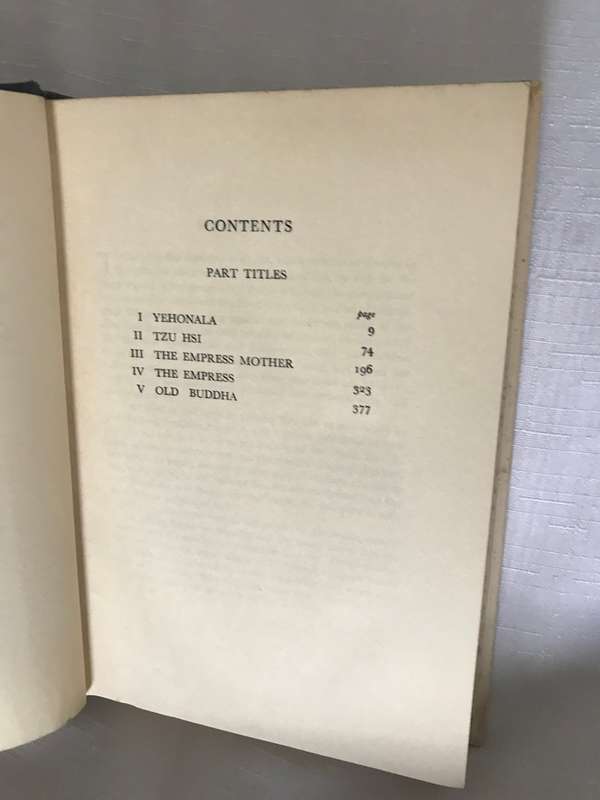 CONTENTS
PART TITLES
page
I YEHONALA 9
II TZU HSI 74
III THE EMPRESS MOTHER 196
IV THE EMPRESS 323
V OLD BUDDHA 377